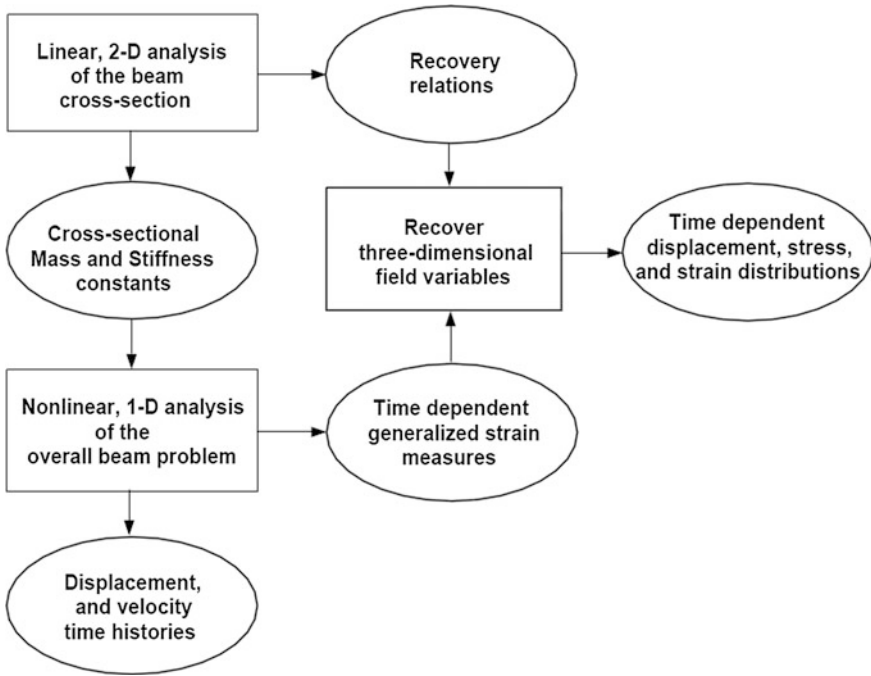 Linear, 2-D analysis
of the beam
cross-section
Recovery
relations
Cross-sectional
Mass and Stiffness
constants
Recover
three-dimensional
field variables
Time dependent
displacement, stress,
and strain distributions
Nonlinear, 1-D analysis
of the
overall beam problem
Time dependent
generalized strain
measures
Displacement,
and velocity
time histories